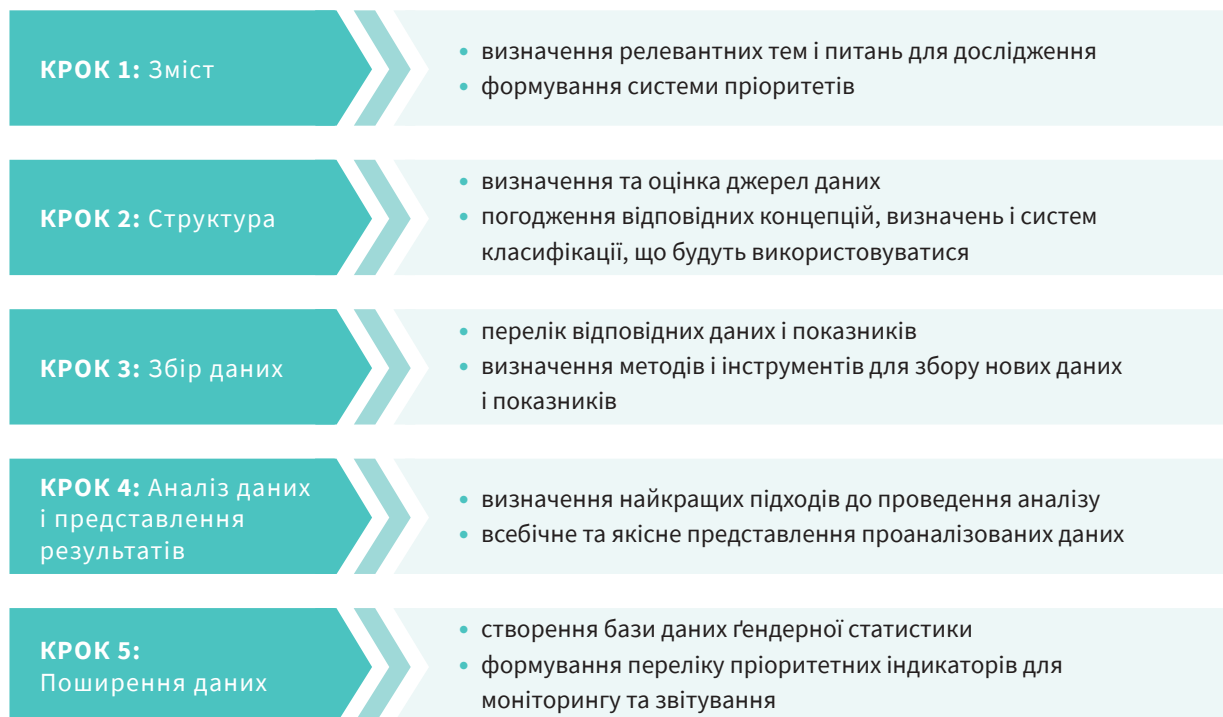 КРОК 1: Зміст
• визначення релевантних тем і питань для дослідження
• формування системи пріоритетів
КРОК 2: Структура
• визначення та оцінка джерел даних
• погодження відповідних концепцій, визначень і систем
класифікації, що будуть використовуватися
КРОК 3: Збір даних
• перелік відповідних даних і показників
• визначення методів і інструментів для збору нових даних
і показників
КРОК 4: Аналіз даних
і представлення
результатів
• визначення найкращих підходів до проведення аналізу
• всебічне та якісне представлення проаналізованих даних
КРОК 5:
Поширення даних
• створення бази даних ґендерної статистики
• формування переліку пріоритетних індикаторів для
моніторингу та звітування